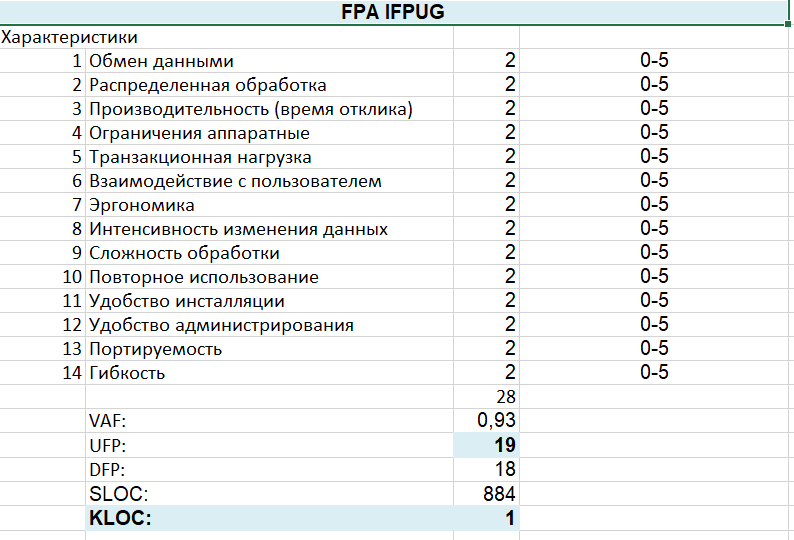 FPA IFPUG
Характеристики
1 Обмен данными 2 0-5
2 Распределенная обработка 2 0-5
3 Производительность (время отклика) 2 0-5
4 Ограничения аппаратные 2 0-5
5 Транзакционная нагрузка 2 0-5
6 Взаимодействие с пользователем 2 0-5
7 Эргономика 2 0-5
8 Интенсивность изменения данных 2 0-5
9 Сложность обработки 2 0-5
10 Повторное использование 2 0-5
11 Удобство инсталляции 2 0-5
12 Удобство администрирования 2 0-5
13 Портируемость 2 0-5
14 Гибкость 2 0-5
28
VAF: 0,93
UFP: 19
DFP: 18
SLOC: 884
KLOC: 1